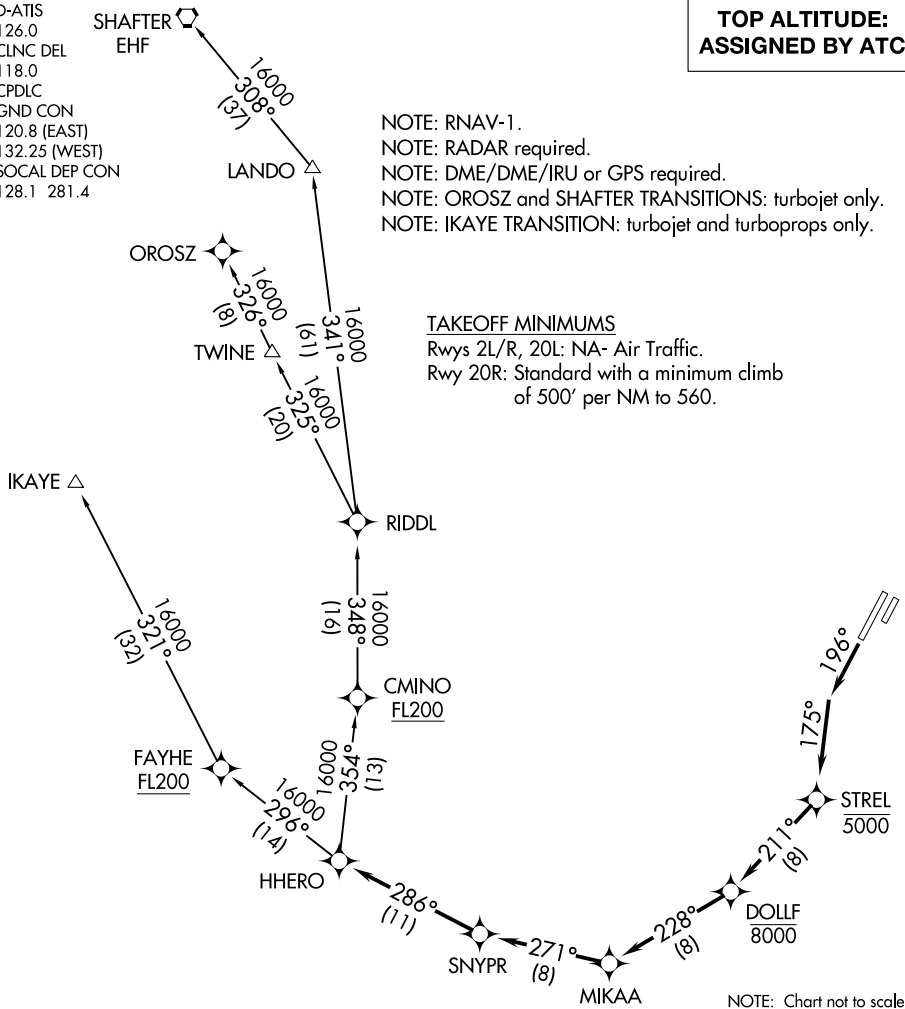 D-ATIS
126.0
CLNC DEL
118.0
CPDLC
GND CON
120.8 (EAST)
132.25 (WEST)
SOCAL DEP CON
128.1 281.4
SHAFTER
EHF
TOP ALTITUDE:
ASSIGNED BY ATC
16000
308°
(37)
LANDO
NOTE: RNAV-1.
NOTE: RADAR required.
NOTE: DME/DME/IRU or GPS required.
NOTE: OROSZ and SHAFTER TRANSITIONS: turbojet only.
NOTE: IKAYE TRANSITION: turbojet and turboprops only.
OROSZ
16000
326°
(8)
TWINE
16000
341°
(61)
16000
325°
(20)
TAKEOFF MINIMUMS
Rwys 2L/R, 20L: NA- Air Traffic.
Rwy 20R: Standard with a minimum climb
of 500' per NM to 560.
IKAYE
RIDDL
16000
321°
(32)
16000
348°
(16)
CMINO
FL200
FAYHE
FL200
16000
354°
(13)
16000
296°
(14)
HHERO
196°
175°
STREL
5000
211°
(8)
DOLLF
8000
228°
(8)
MIKAA
271°
(8)
SNYPR
286°
(11)
NOTE: Chart not to scale